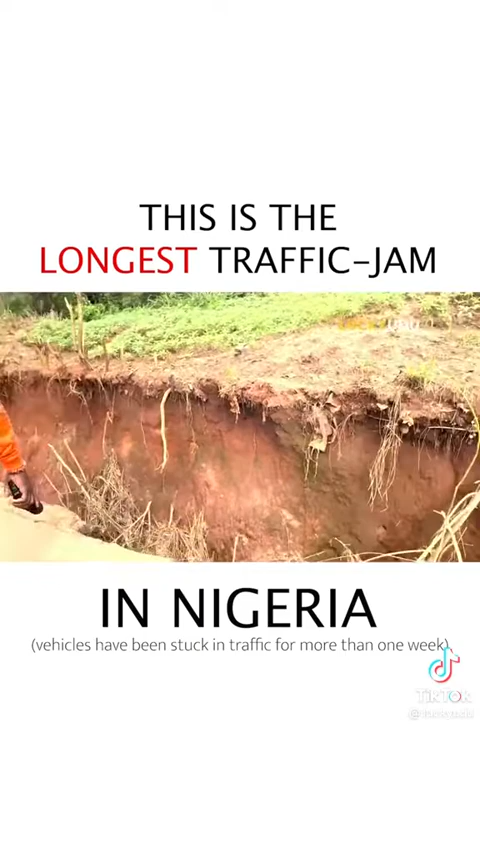 THIS IS THE
LONGEST TRAFFIC-JAM
IN NIGERIA
(vehicles have been stuck in traffic for more than one week)
TikTok